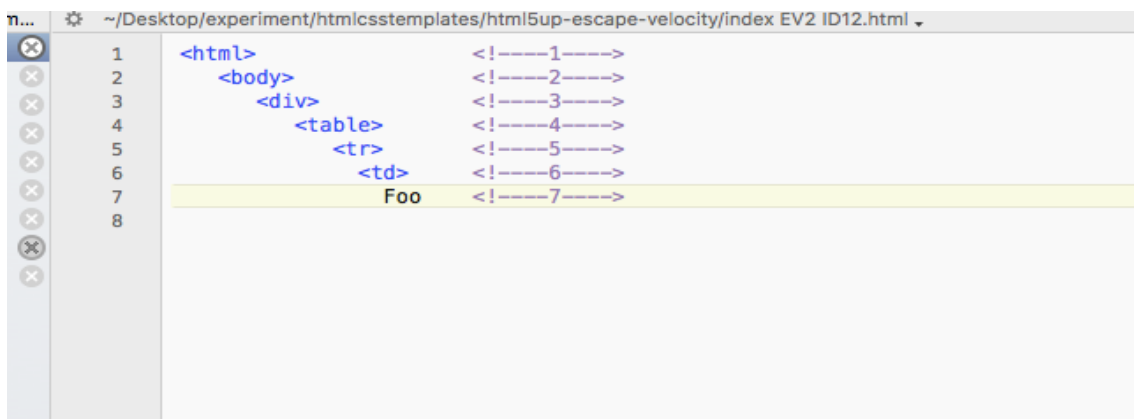 m... ~/Desktop/experiment/htmlcsstemplates/html5up-escape-velocity/index EV2 ID12.html
1 <html> <!----1---->
2 <body> <!----2---->
3 <div> <!----3---->
4 <table> <!----4---->
5 <tr> <!----5---->
6 <td> <!----6---->
7 Foo <!----7---->
8